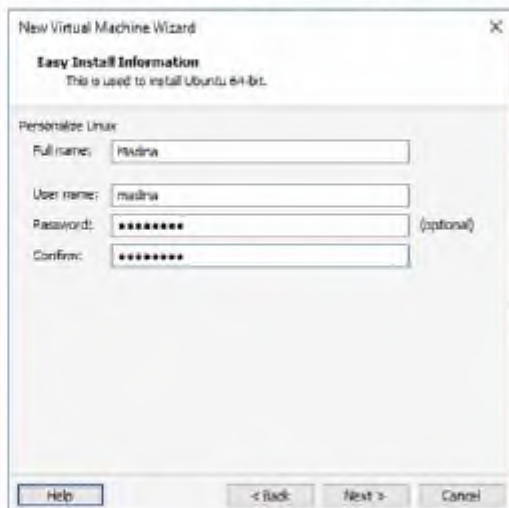 New Virtual Machine Wizard
Easy Install Information
This is used to install Ubuntu 64-bit.
Personalize Linux
Full name: Madina
User name: madina
Password: ●●●●●●●● (optional)
Confirm: ●●●●●●●●
Help < Back Next > Cancel